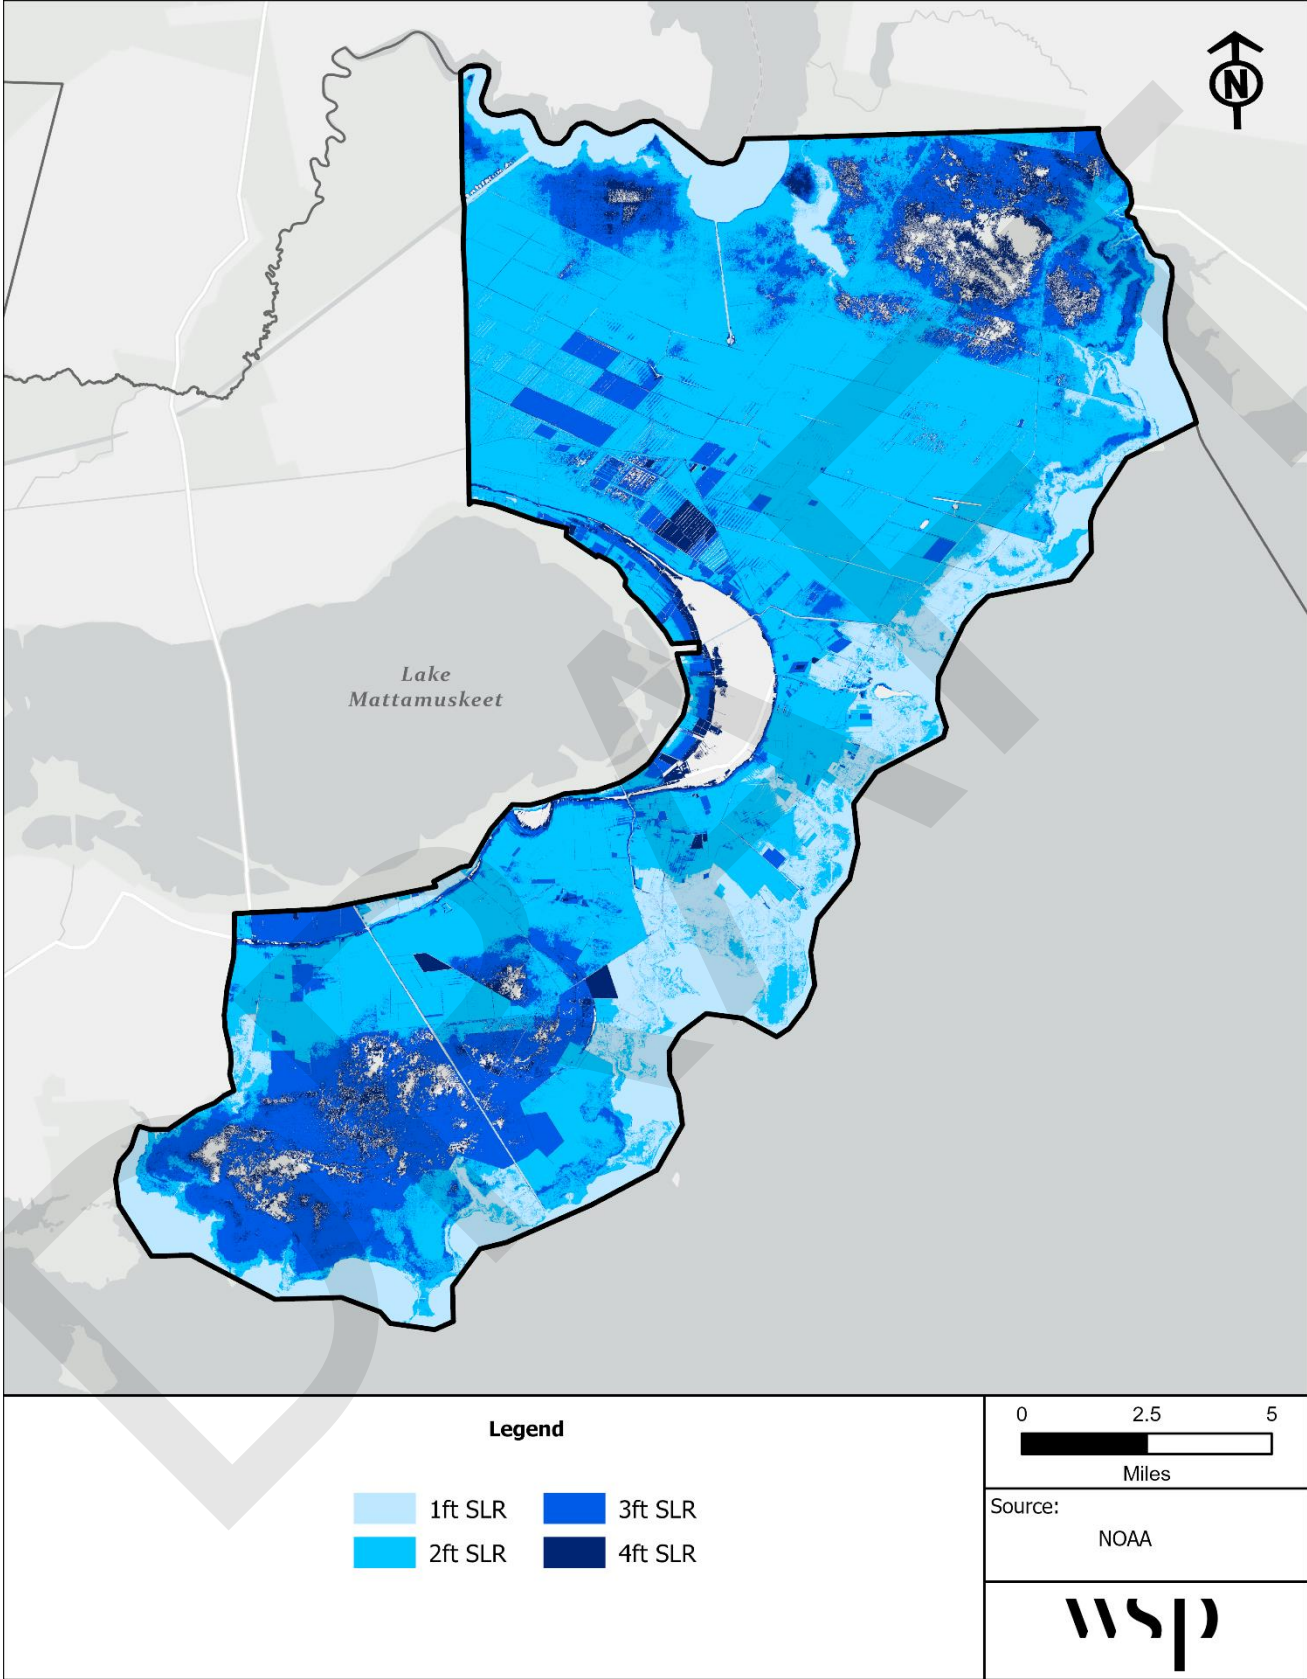 N
Lake
Mattamuskeet
DRAFT
Legend
1ft SLR
2ft SLR
3ft SLR
4ft SLR
0 2.5 5
Miles
Source:
NOAA
wsp